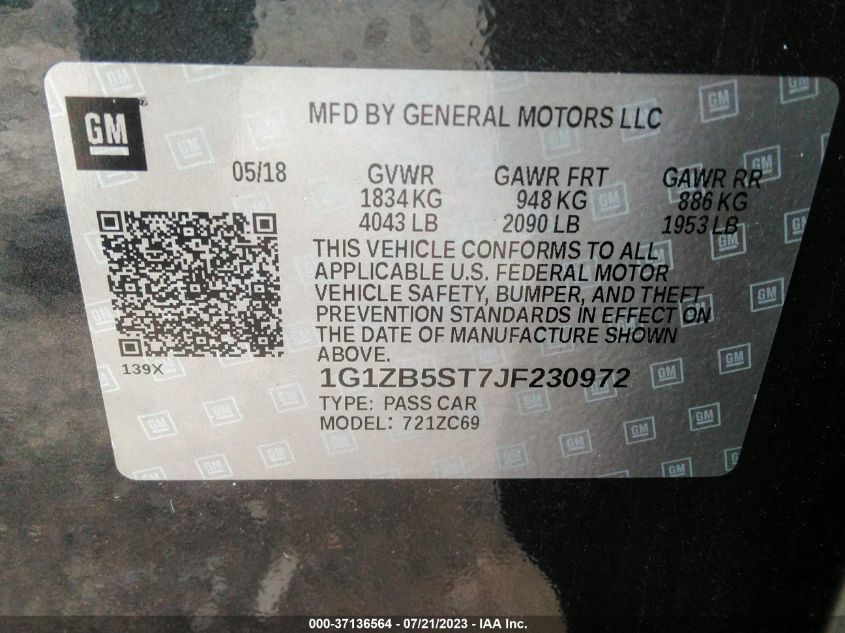 GM
MFD BY GENERAL MOTORS LLC
05/18 GVWR GAWR FRT GAWR RR
1834 KG 948 KG 886 KG
4043 LB 2090 LB 1953 LB
THIS VEHICLE CONFORMS TO ALL
APPLICABLE U.S. FEDERAL MOTOR
VEHICLE SAFETY, BUMPER, AND THEFT
PREVENTION STANDARDS IN EFFECT ON
THE DATE OF MANUFACTURE SHOWN
ABOVE.
139X
1G1ZB5ST7JF230972
TYPE: PASS CAR
MODEL: 721ZC69
000-37136564 / 07/21/2023 - IAA Inc.